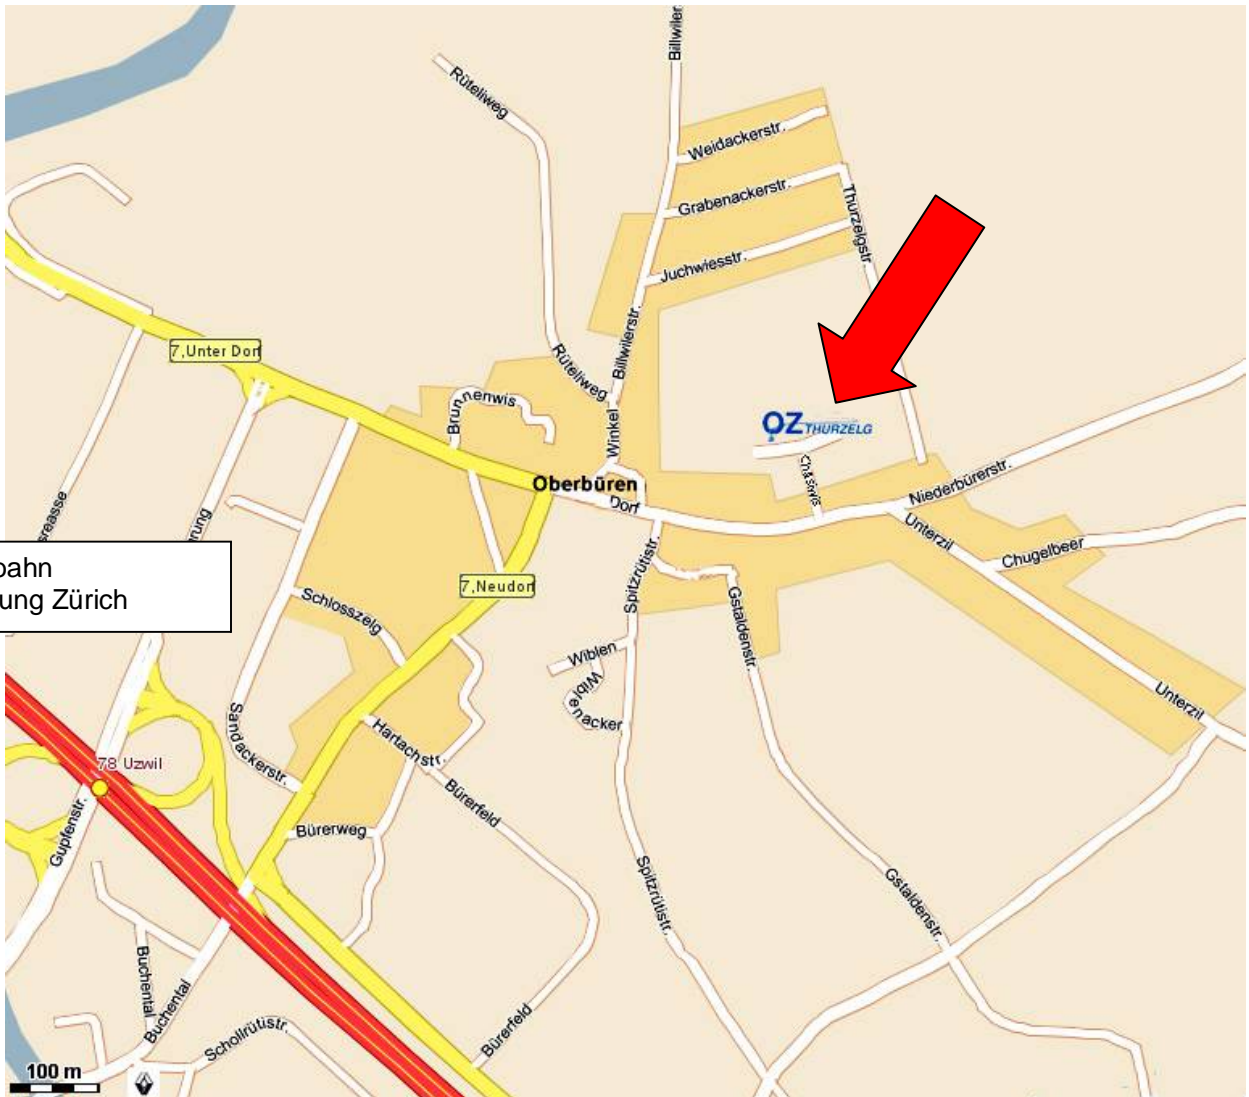 Billwiler
Rüteliweg
Weidackerstr.
Grabenackerstr.
Thurzelgstr.
Juchwiesstr.
7,Unter Dorf
Billwilerstr.
Rüteliweg
Brunnenwis
Winkel
OZ THURZELG
Oberbüren
Dorf
Niederbürerstr.
Unterzil
Chugelbeer
bahn
ung Zürich
7,Neudorf
Schlosszelg
Spitzrütistr.
Gstaldenstr.
Wiblen
Wiblenacker
Unterzil
Sandackerstr.
Hartachstr.
78 Uzwil
Gupfenstr.
Bürerfeld
Bürerweg
Spitzrütistr.
Gstaldenstr.
Buchental
Buchental
Schollrütistr.
Bürerfeld
100 m